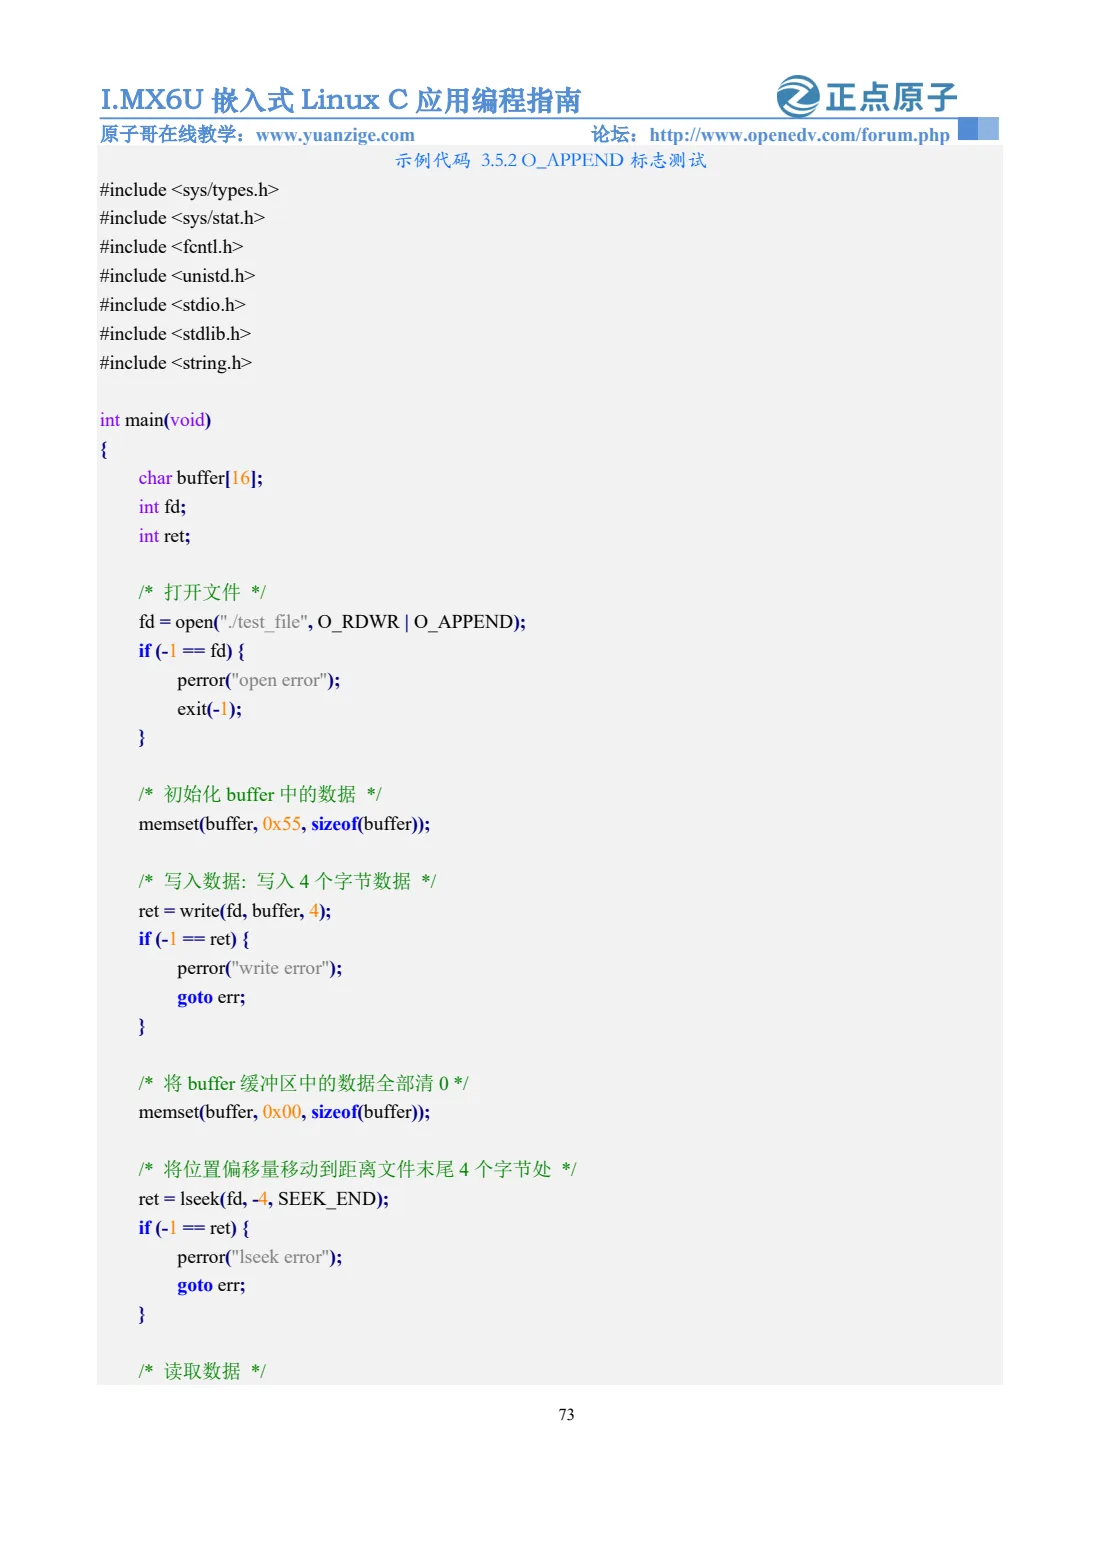 I.MX6U 嵌入式 Linux C 应用编程指南
正点原子
原子哥在线教学：www.yuanzige.com 论坛：http://www.openedv.com/forum.php
示例代码 3.5.2 O_APPEND 标志测试
#include <sys/types.h>
#include <sys/stat.h>
#include <fcntl.h>
#include <unistd.h>
#include <stdio.h>
#include <stdlib.h>
#include <string.h>

int main(void)
{
    char buffer[16];
    int fd;
    int ret;

    /* 打开文件 */
    fd = open("./test_file", O_RDWR | O_APPEND);
    if (-1 == fd) {
        perror("open error");
        exit(-1);
    }

    /* 初始化 buffer 中的数据 */
    memset(buffer, 0x55, sizeof(buffer));

    /* 写入数据: 写入 4 个字节数据 */
    ret = write(fd, buffer, 4);
    if (-1 == ret) {
        perror("write error");
        goto err;
    }

    /* 将 buffer 缓冲区中的数据全部清 0 */
    memset(buffer, 0x00, sizeof(buffer));

    /* 将位置偏移量移动到距离文件末尾 4 个字节处 */
    ret = lseek(fd, -4, SEEK_END);
    if (-1 == ret) {
        perror("lseek error");
        goto err;
    }

    /* 读取数据 */
73